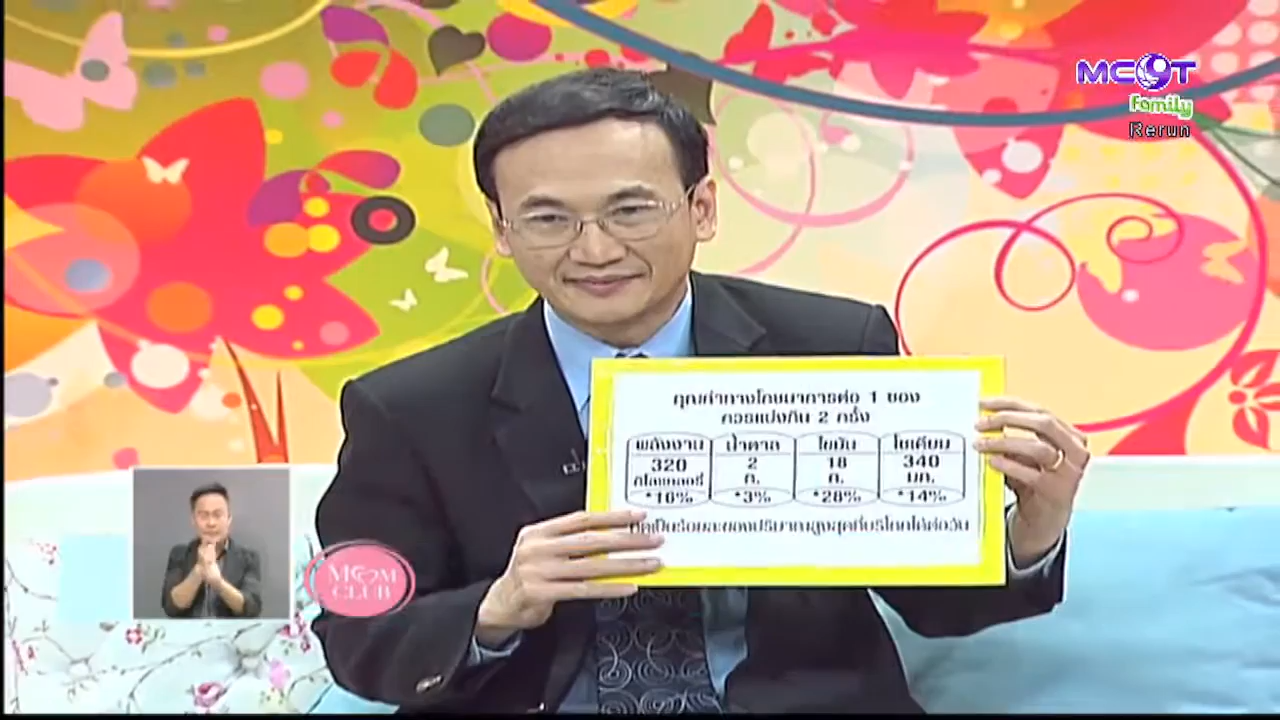 MCOT
family
Rerun
คุณค่าทางโภชนาการต่อ 1 ซอง
ควรแบ่งกิน 2 ครั้ง
พลังงาน น้ำตาล ไขมัน โซเดียม
320 2 18 340
กิโลแคลอรี่ ก. ก. มก.
*16% *3% *28% *14%
*คิดเป็นร้อยละของปริมาณสูงสุดที่บริโภคได้ต่อวัน
MOM
CLUB